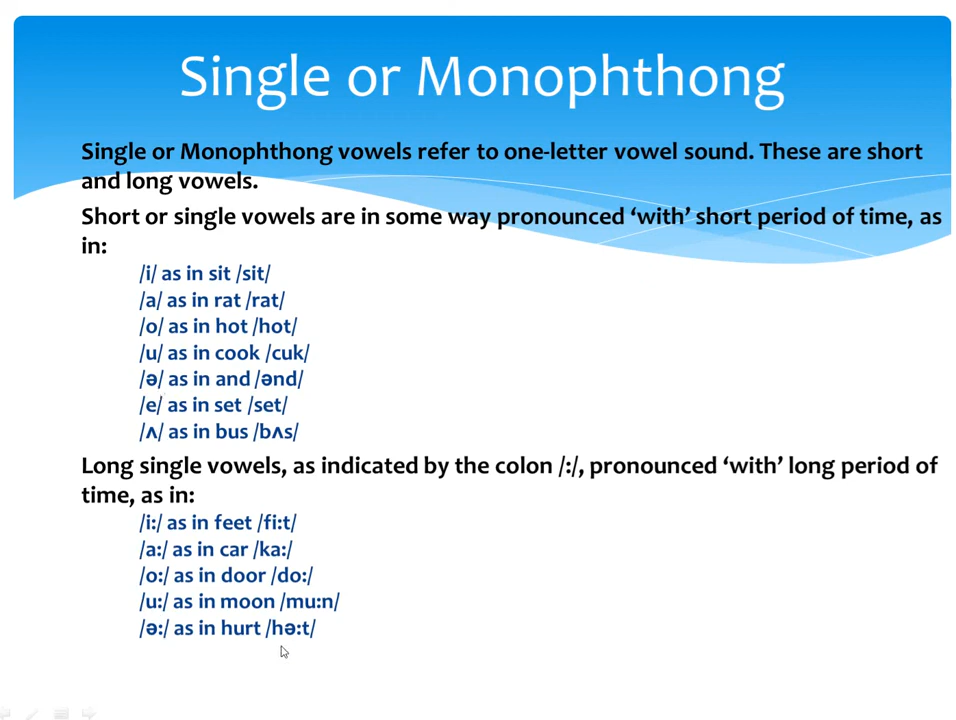 Single or Monophthong
Single or Monophthong vowels refer to one-letter vowel sound. These are short
and long vowels.
Short or single vowels are in some way pronounced ‘with’ short period of time, as
in:
/i/ as in sit /sit/
/a/ as in rat /rat/
/o/ as in hot /hot/
/u/ as in cook /cuk/
/ə/ as in and /ənd/
/e/ as in set /set/
/ʌ/ as in bus /bʌs/
Long single vowels, as indicated by the colon /:/, pronounced ‘with’ long period of
time, as in:
/i:/ as in feet /fi:t/
/a:/ as in car /ka:/
/o:/ as in door /do:/
/u:/ as in moon /mu:n/
/ə:/ as in hurt /hə:t/